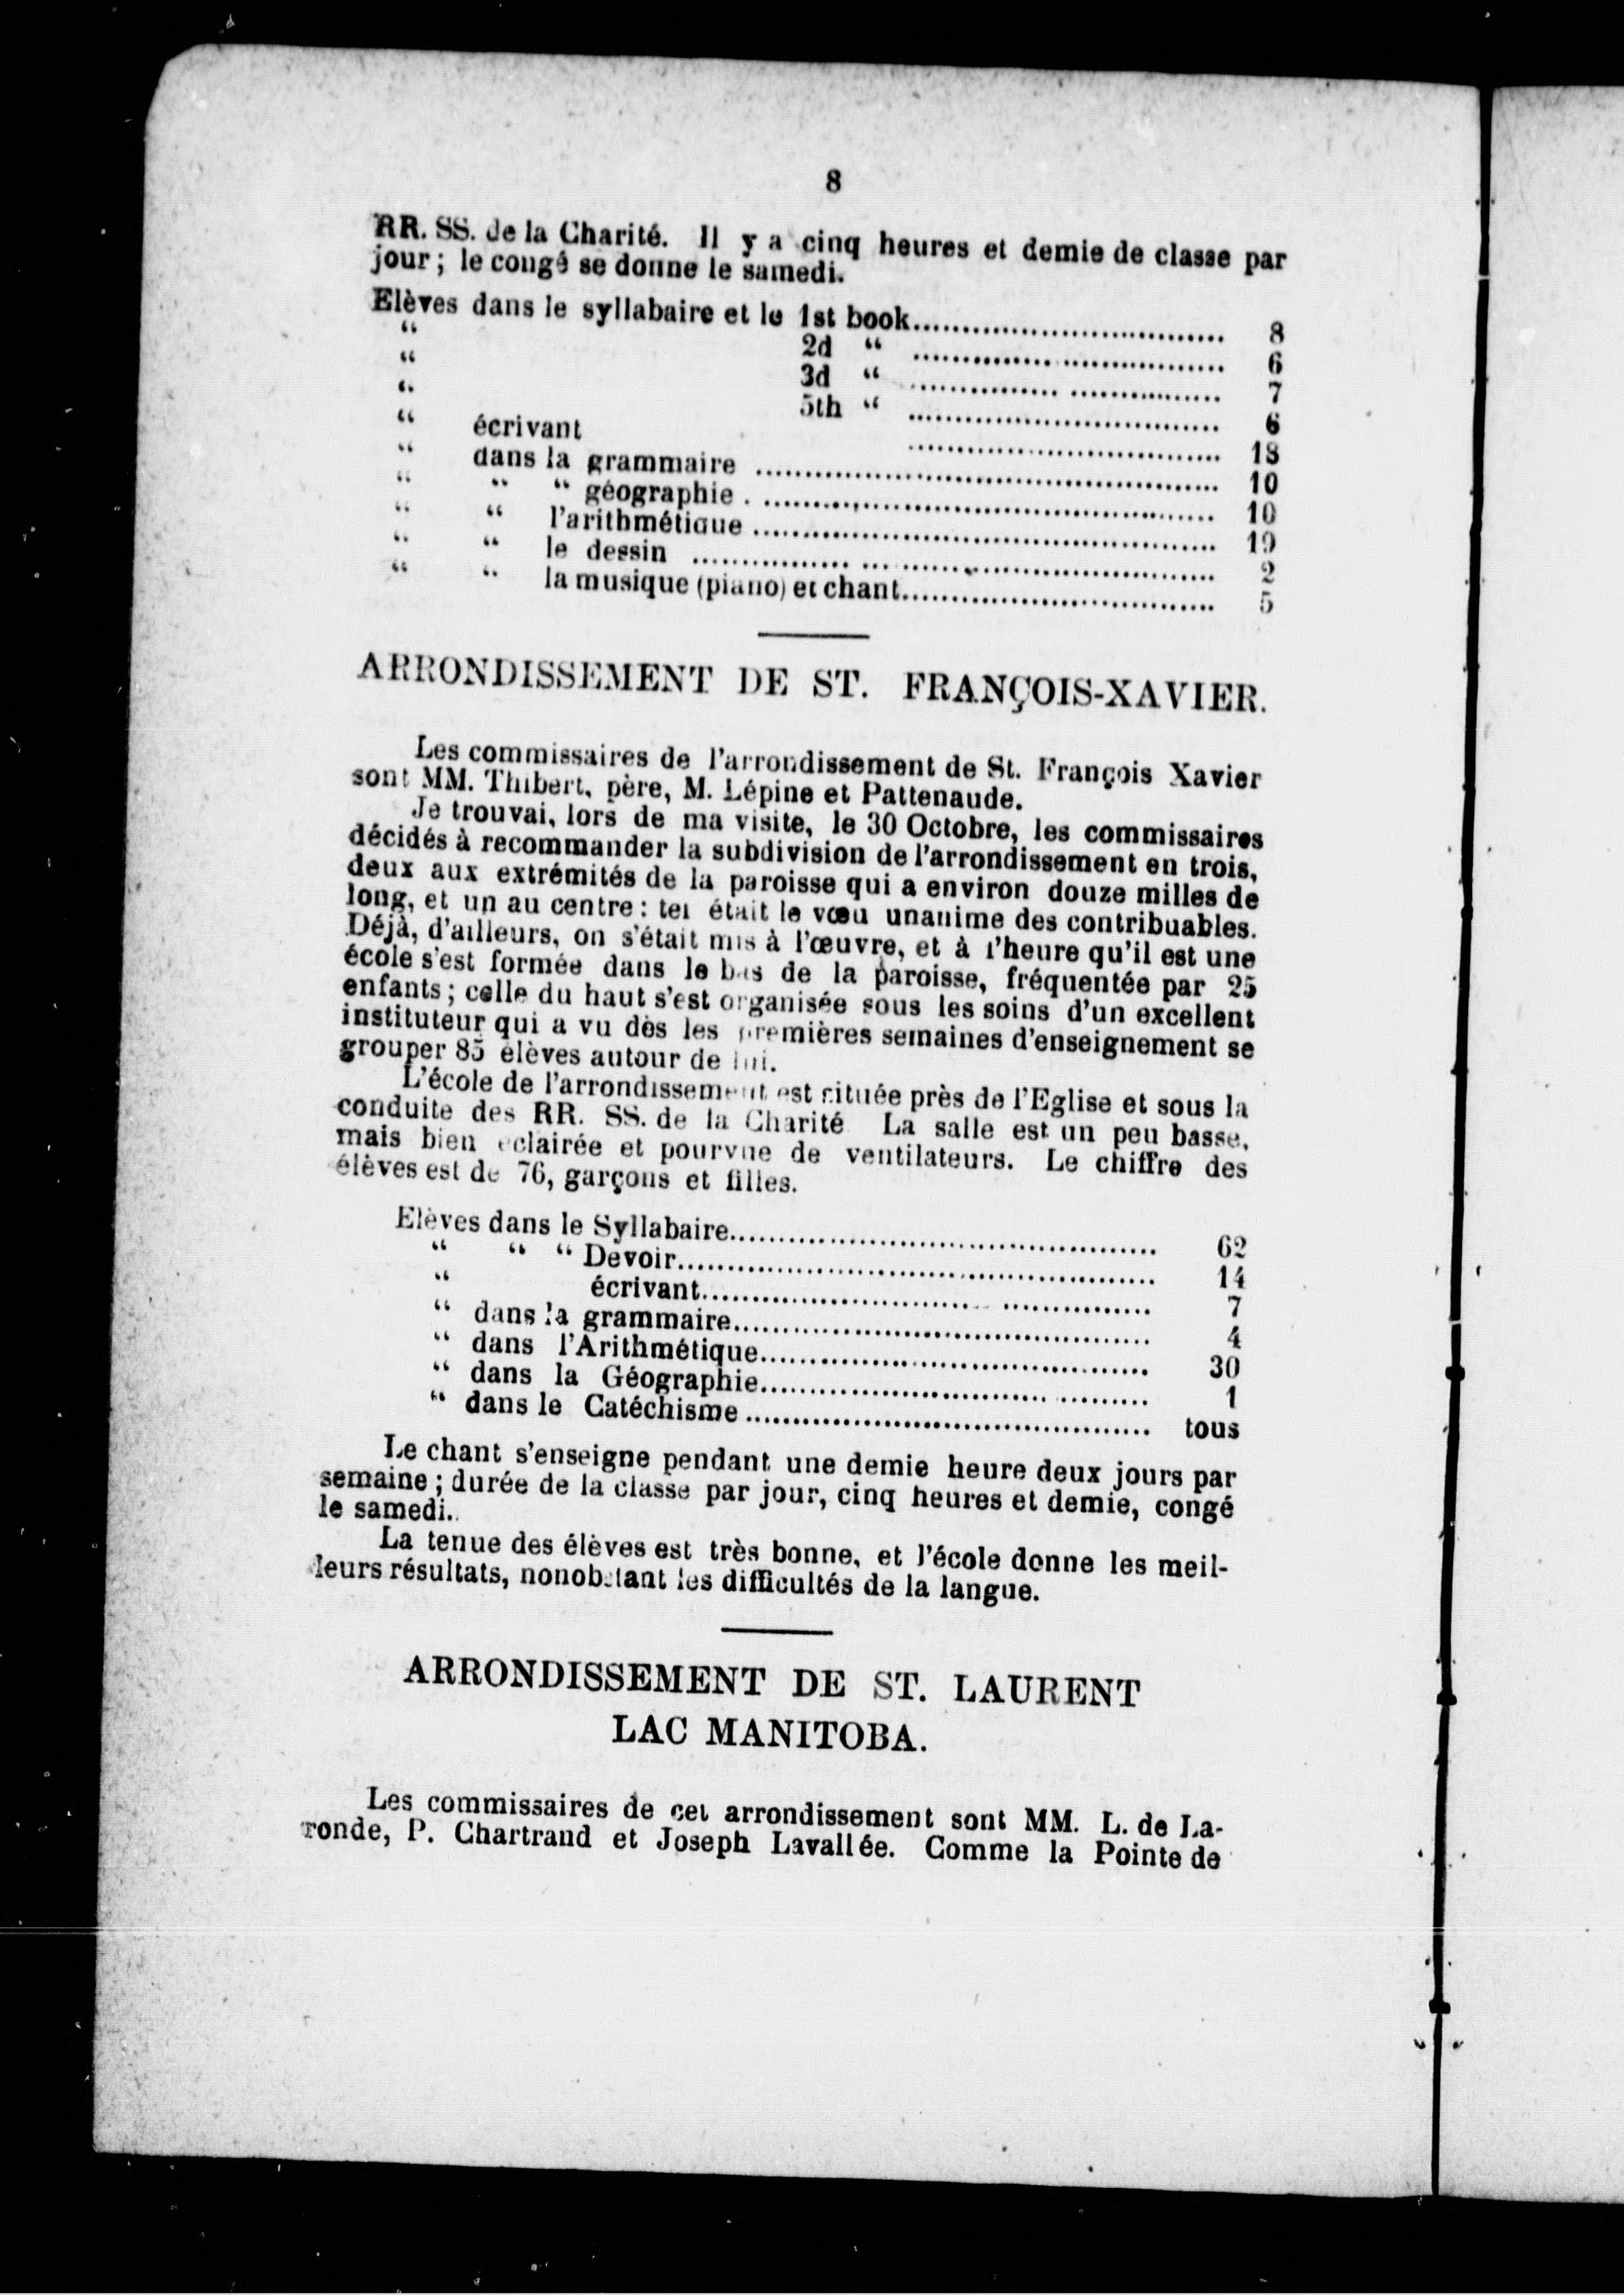 8
RR. SS. de la Charité. Il y a cinq heures et demie de classe par
jour; le congé se donne le samedi.
Elèves dans le syllabaire et le 1st book.............................. 8
“ 2d “ .............................. 6
“ 3d “ .............................. 7
“ 5th “ .............................. 6
“ écrivant .............................. 18
“ dans la grammaire .............................. 10
“ “ “ géographie .............................. 10
“ “ l'arithmétique .............................. 19
“ “ le dessin .............................. 2
“ “ la musique (piano) et chant.............................. 5
ARRONDISSEMENT DE ST. FRANÇOIS-XAVIER.
Les commissaires de l'arrondissement de St. François Xavier
sont MM. Thibert, père, M. Lépine et Pattenaude.
Je trouvai, lors de ma visite, le 30 Octobre, les commissaires
décidés à recommander la subdivision de l'arrondissement en trois,
deux aux extrémités de la paroisse qui a environ douze milles de
long, et un au centre: tel était le vœu unanime des contribuables.
Déjà, d'ailleurs, on s'était mis à l'œuvre, et à l'heure qu'il est une
école s'est formée dans le bas de la paroisse, fréquentée par 25
enfants; celle du haut s'est organisée sous les soins d'un excellent
instituteur qui a vu dès les premières semaines d'enseignement se
grouper 85 élèves autour de lui.
L'école de l'arrondissement est située près de l'Eglise et sous la
conduite des RR. SS. de la Charité La salle est un peu basse,
mais bien eclairée et pourvue de ventilateurs. Le chiffre des
élèves est de 76, garçons et filles.
Elèves dans le Syllabaire.............................. 62
“ “ “ Devoir.............................. 14
“ écrivant.............................. 7
“ dans la grammaire.............................. 4
“ dans l'Arithmétique.............................. 30
“ dans la Géographie.............................. 1
“ dans le Catéchisme .............................. tous
Le chant s'enseigne pendant une demie heure deux jours par
semaine; durée de la classe par jour, cinq heures et demie, congé
le samedi.
La tenue des élèves est très bonne, et l'école donne les meil-
leurs résultats, nonobstant les difficultés de la langue.
ARRONDISSEMENT DE ST. LAURENT
LAC MANITOBA.
Les commissaires de cet arrondissement sont MM. L. de La-
ronde, P. Chartrand et Joseph Lavallée. Comme la Pointe de